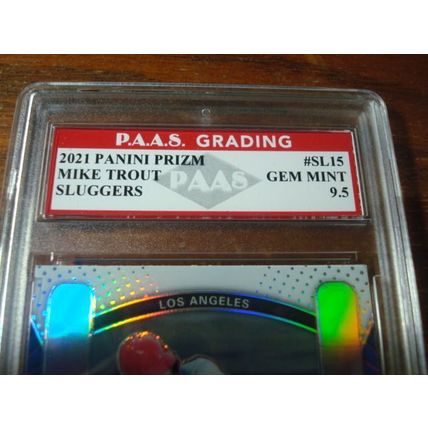 P.A.A.S. GRADING
2021 PANINI PRIZM #SL15
MIKE TROUT GEM MINT
SLUGGERS 9.5
PAAS
LOS ANGELES